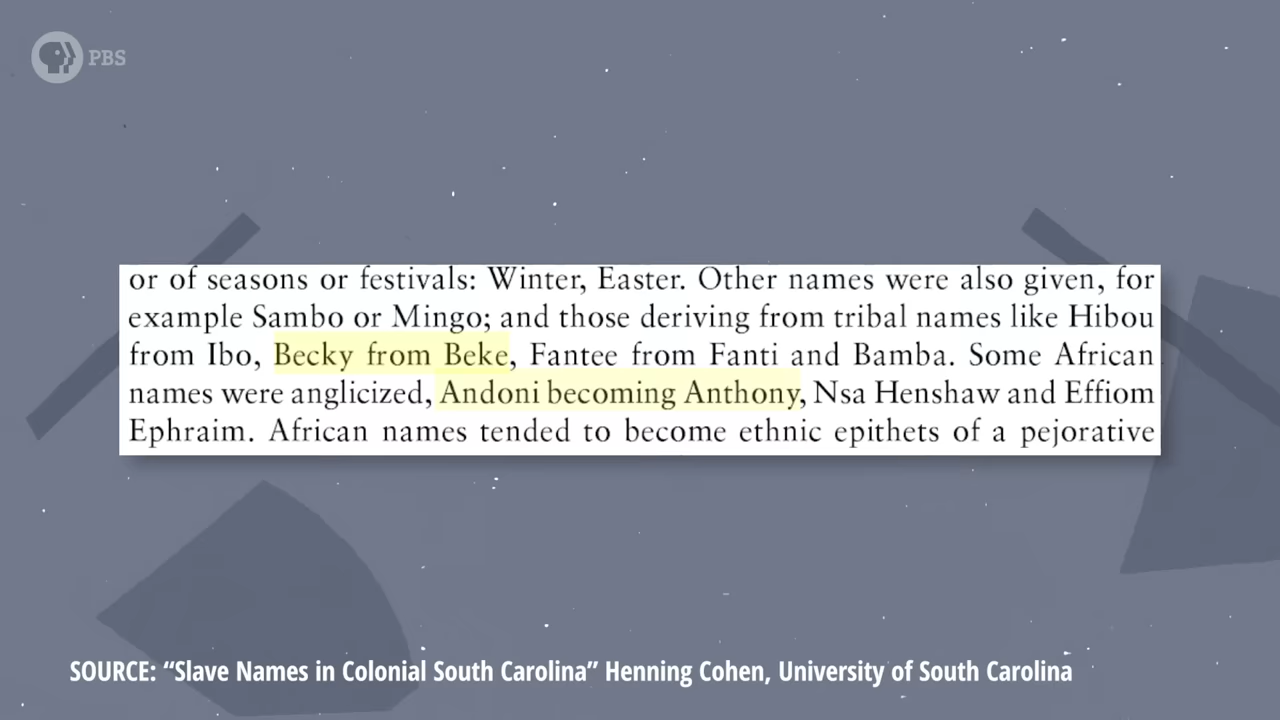 PBS
or of seasons or festivals: Winter, Easter. Other names were also given, for
example Sambo or Mingo; and those deriving from tribal names like Hibou
from Ibo, Becky from Beke, Fantee from Fanti and Bamba. Some African
names were anglicized, Andoni becoming Anthony, Nsa Henshaw and Effiom
Ephraim. African names tended to become ethnic epithets of a pejorative
SOURCE: “Slave Names in Colonial South Carolina” Henning Cohen, University of South Carolina